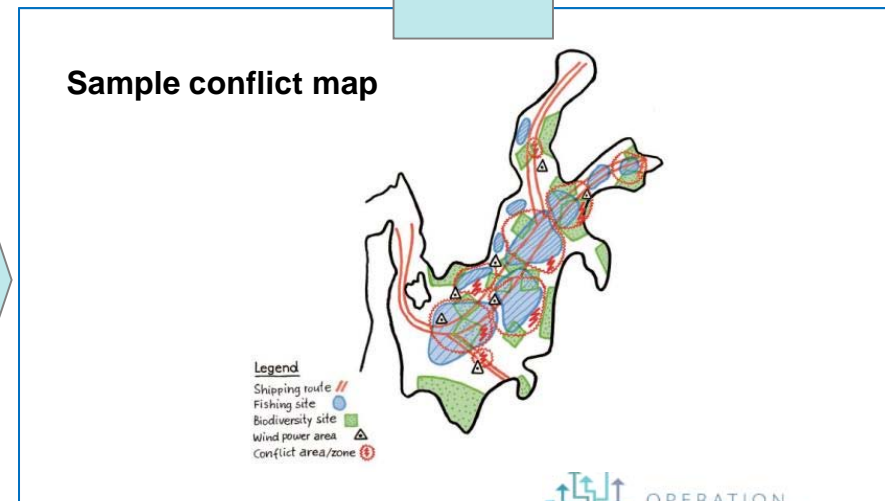 Sample conflict map
Legend
Shipping route
Fishing site
Biodiversity site
Wind power area
Conflict area/zone
OPERATION